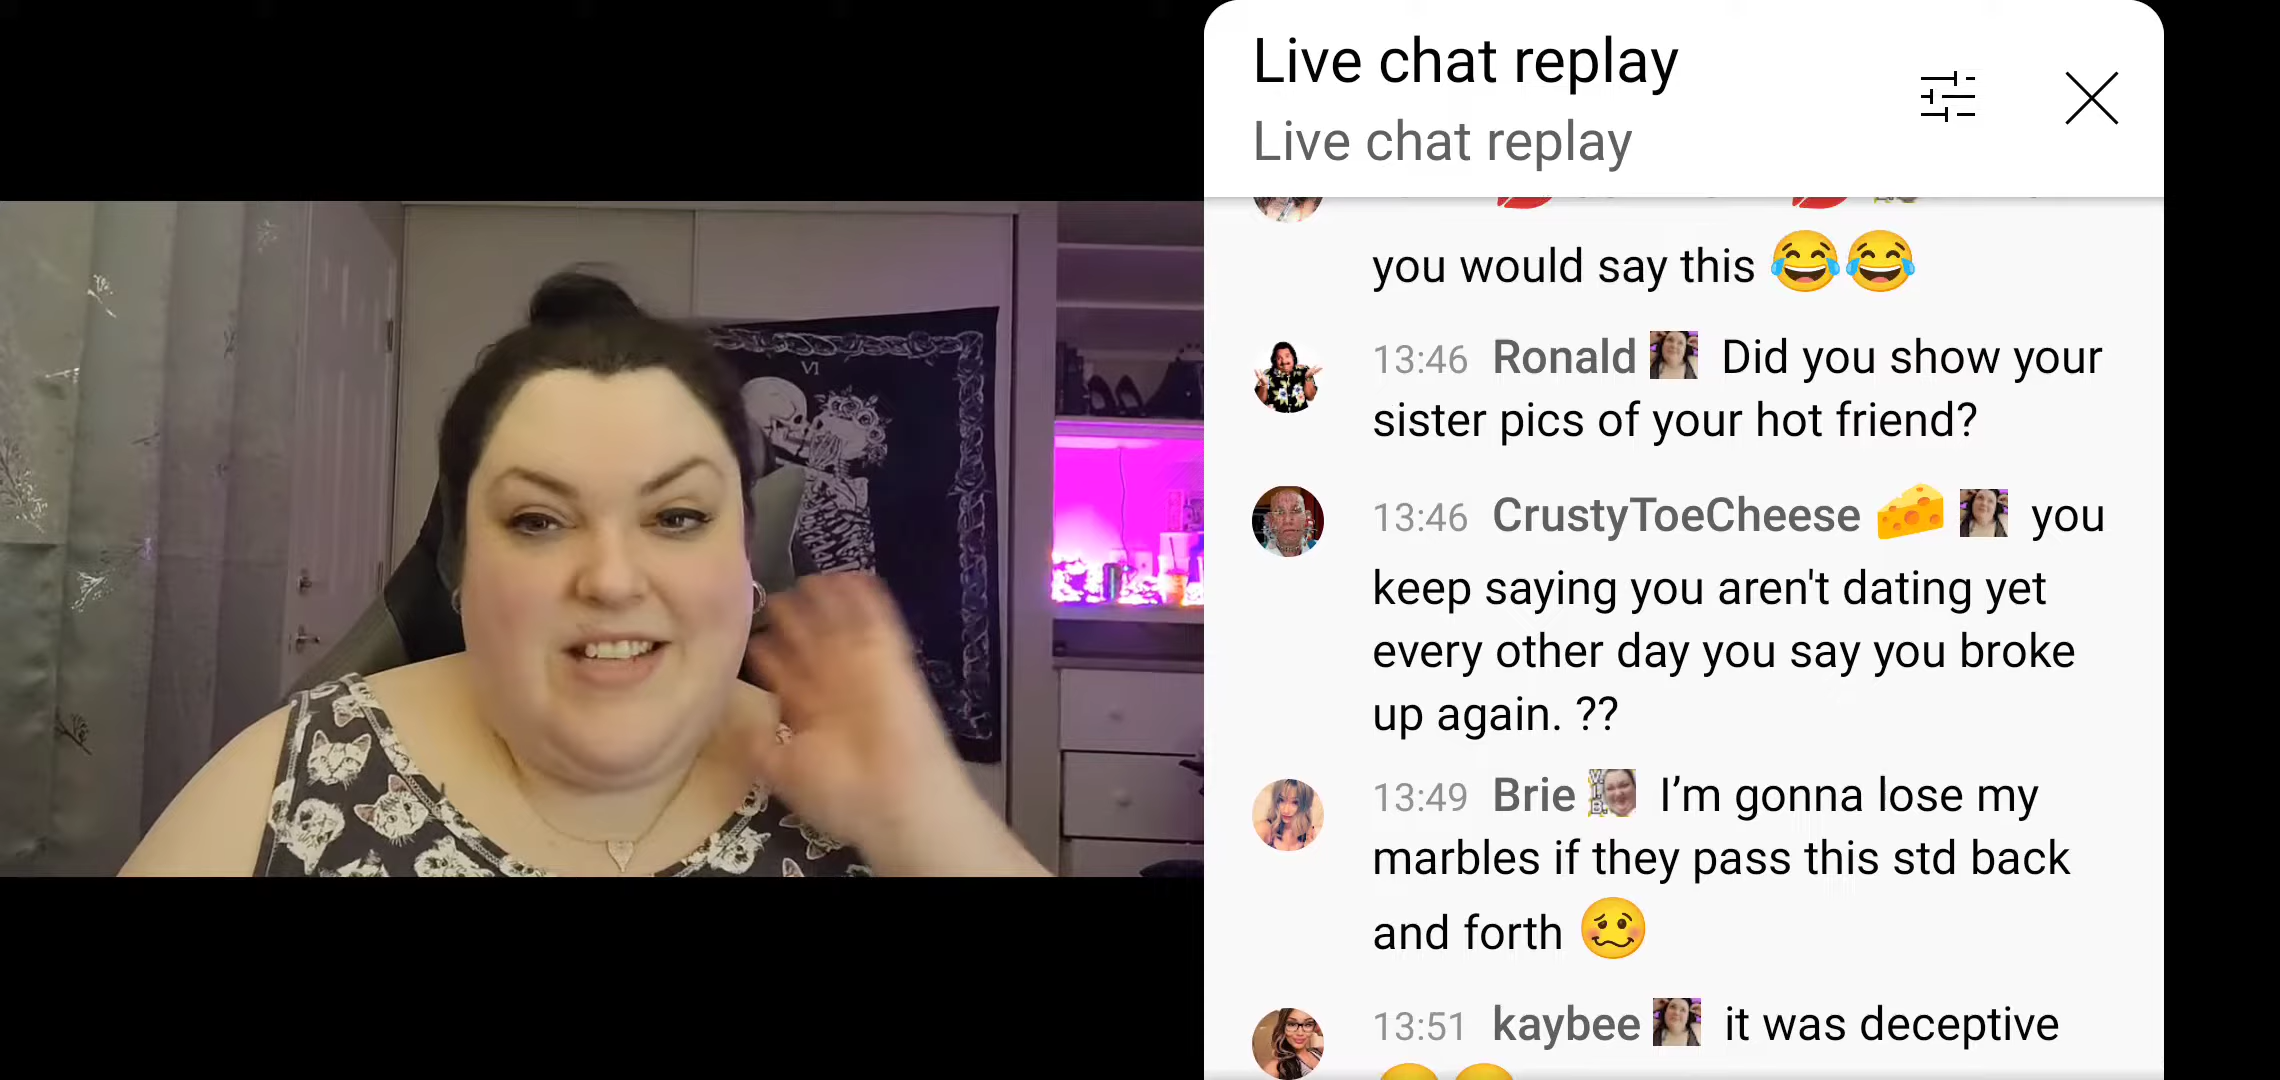 Live chat replay
Live chat replay
you would say this 😂😂
13:46 Ronald Did you show your
sister pics of your hot friend?
13:46 CrustyToeCheese 🧀 you
keep saying you aren't dating yet
every other day you say you broke
up again. ??
13:49 Brie I’m gonna lose my
marbles if they pass this std back
and forth 🥴
13:51 kaybee it was deceptive
VI